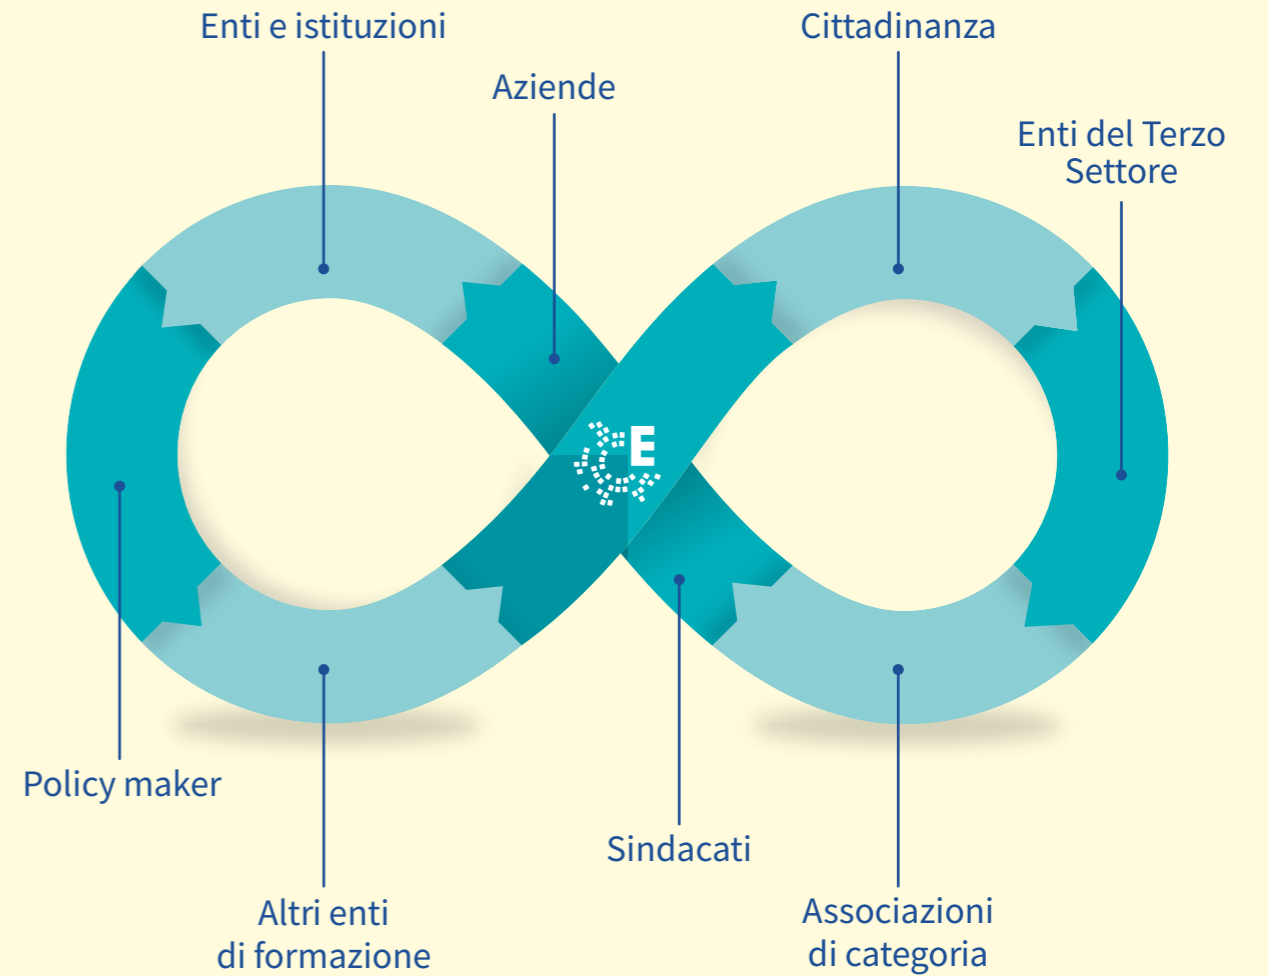 Enti e istituzioni
Cittadinanza
Aziende
Enti del Terzo
Settore
E
Policy maker
Sindacati
Altri enti
di formazione
Associazioni
di categoria